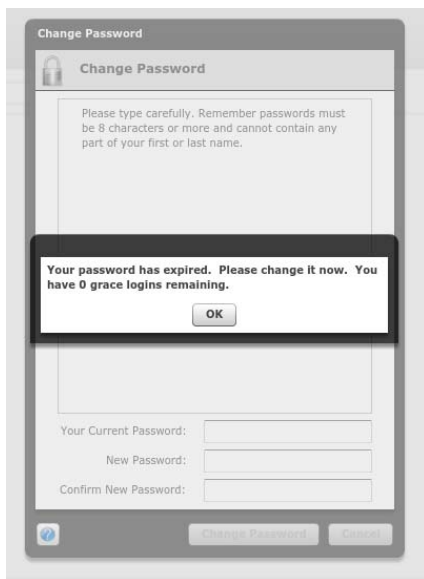 Change Password
Change Password
Please type carefully. Remember passwords must
be 8 characters or more and cannot contain any
part of your first or last name.
Your password has expired.  Please change it now.  You
have 0 grace logins remaining.
OK
Your Current Password:
New Password:
Confirm New Password:
?
Change Password
Cancel